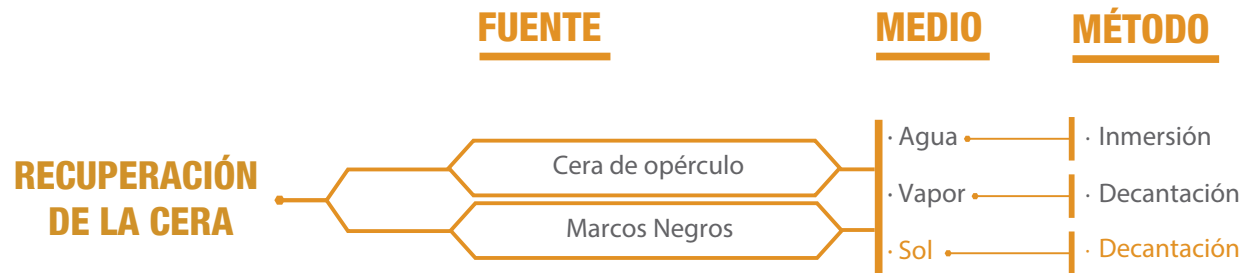 FUENTE
MEDIO
MÉTODO
RECUPERACIÓN
DE LA CERA
Cera de opérculo
Marcos Negros
· Agua
· Inmersión
· Vapor
· Decantación
· Sol
· Decantación